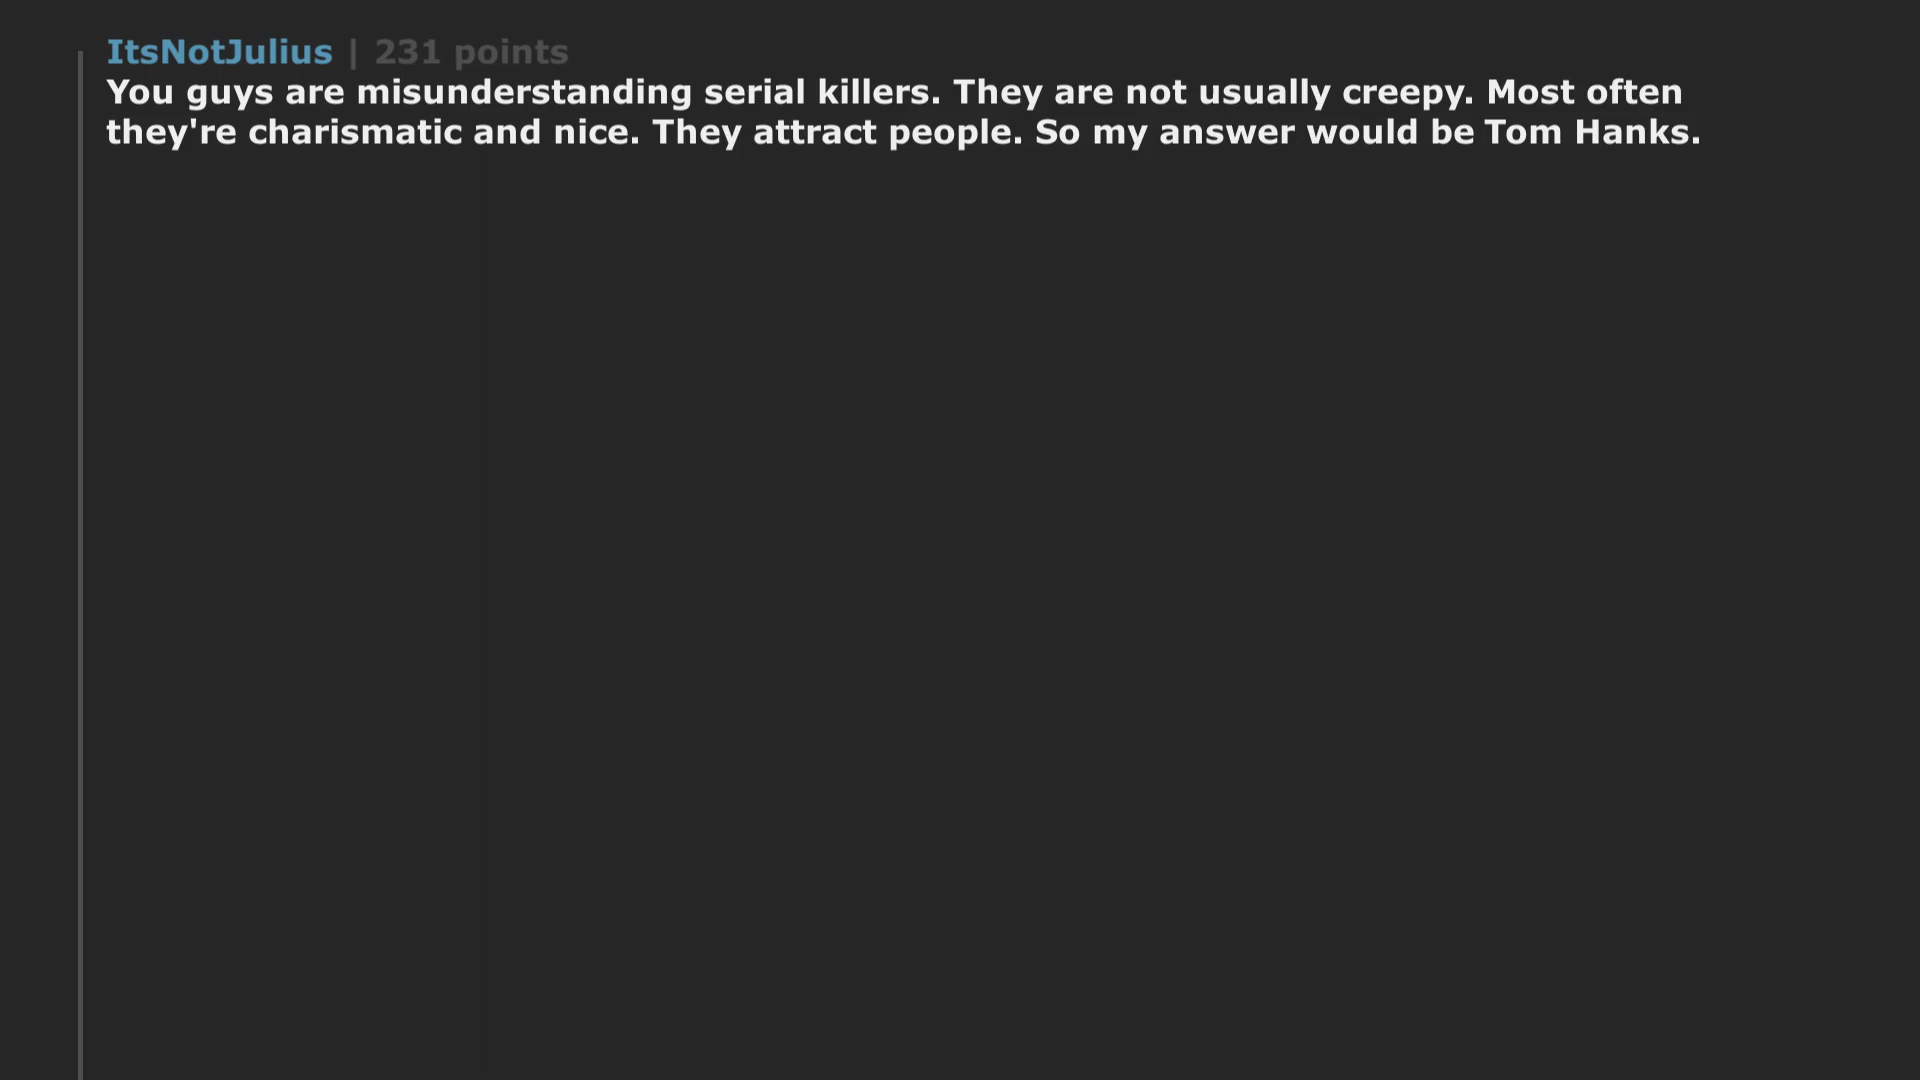 ItsNotJulius | 231 points
You guys are misunderstanding serial killers. They are not usually creepy. Most often
they're charismatic and nice. They attract people. So my answer would be Tom Hanks.